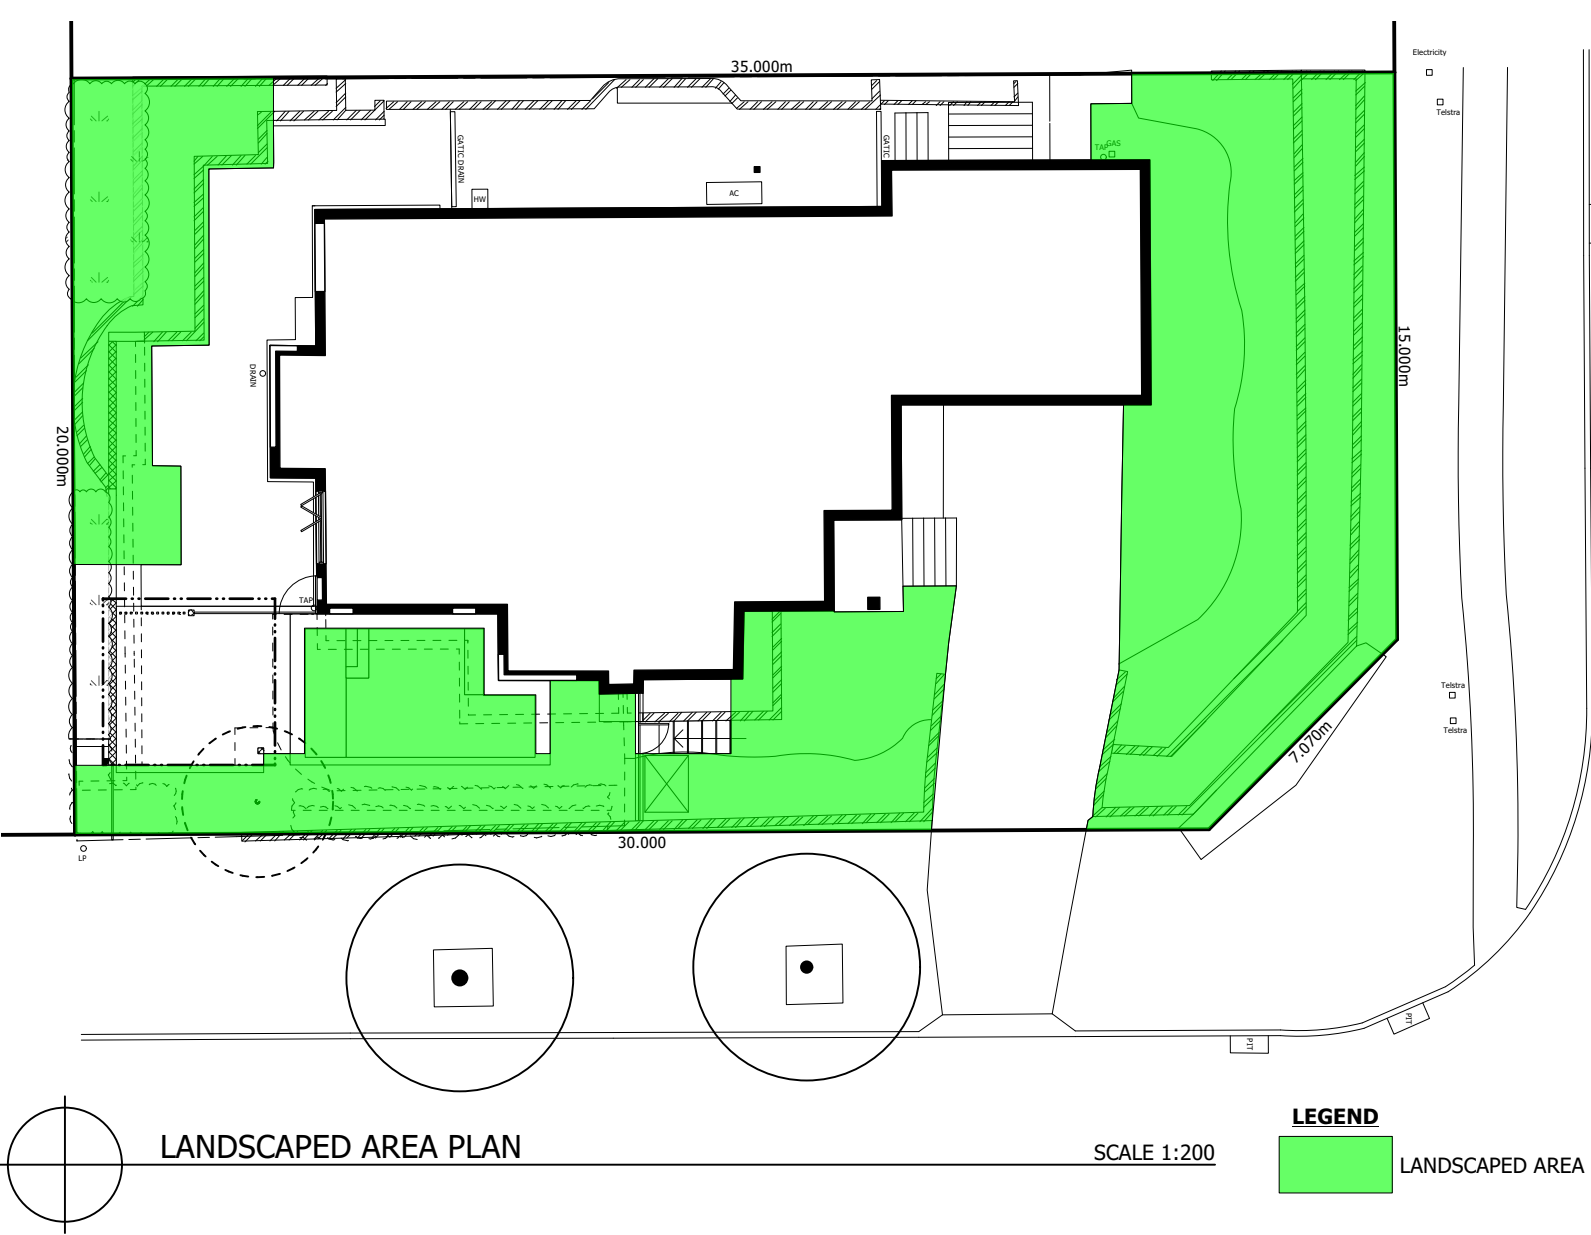 Electricity
35.000m
Telstra
GATIC DRAIN
GATIC
TAP
GAS
AC
HW
15.000m
DRAIN
20.000m
TAP
Telstra
Telstra
7.070m
30.000
LP
PIT
PIT
LEGEND
LANDSCAPED AREA PLAN
SCALE 1:200
LANDSCAPED AREA